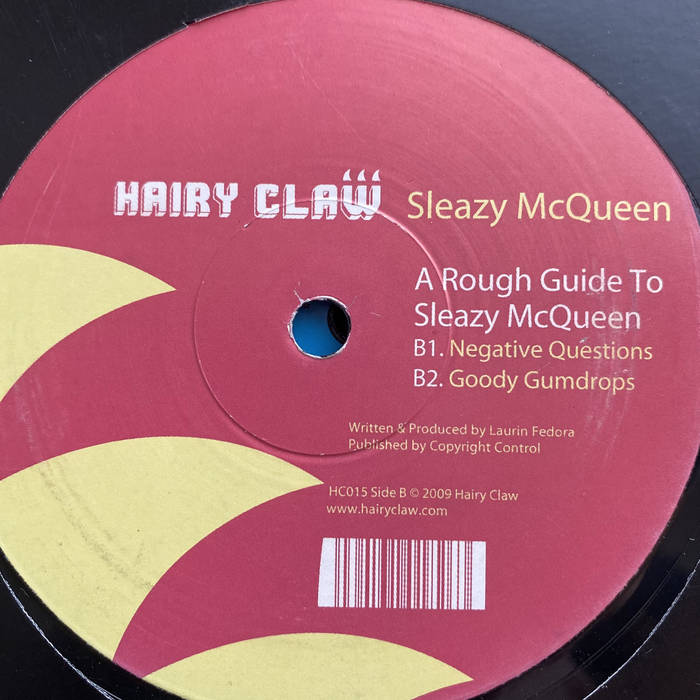 HAIRY CLAW Sleazy McQueen
A Rough Guide To
Sleazy McQueen
B1. Negative Questions
B2. Goody Gumdrops
Written & Produced by Laurin Fedora
Published by Copyright Control
HC015 Side B © 2009 Hairy Claw
www.hairyclaw.com